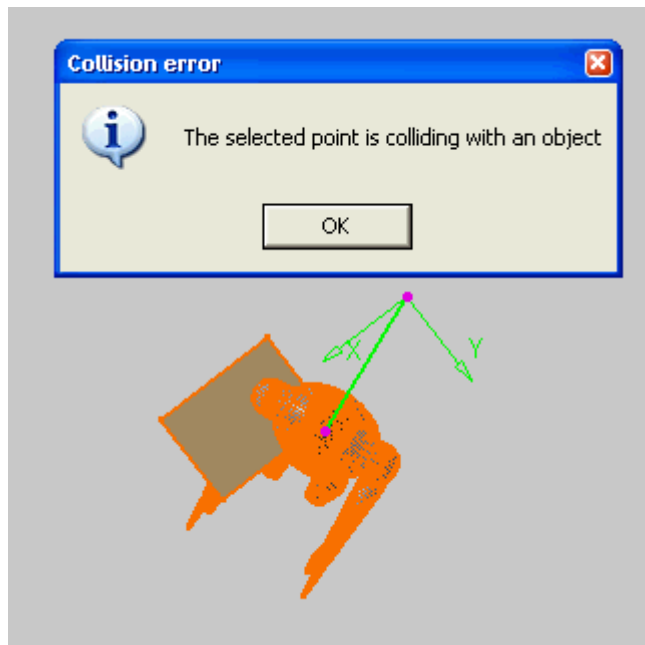 Collision error
The selected point is colliding with an object
OK
X
Y